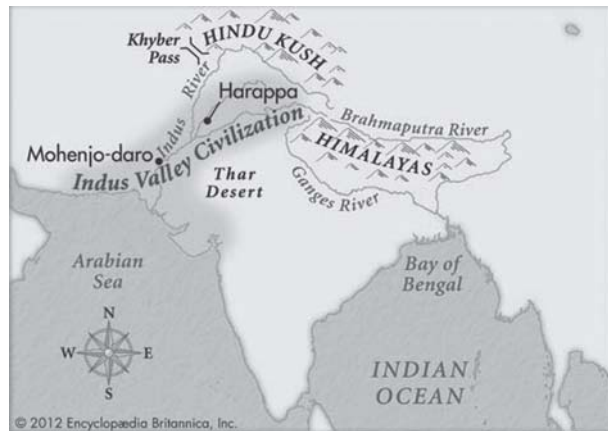 HINDU KUSH
Khyber
Pass
Indus River
Harappa
Brahmaputra River
Mohenjo-daro
Indus Valley Civilization
HIMALAYAS
Thar
Desert
Ganges River
Arabian
Sea
Bay of
Bengal
N
W E
S
INDIAN
OCEAN
© 2012 Encyclopædia Britannica, Inc.